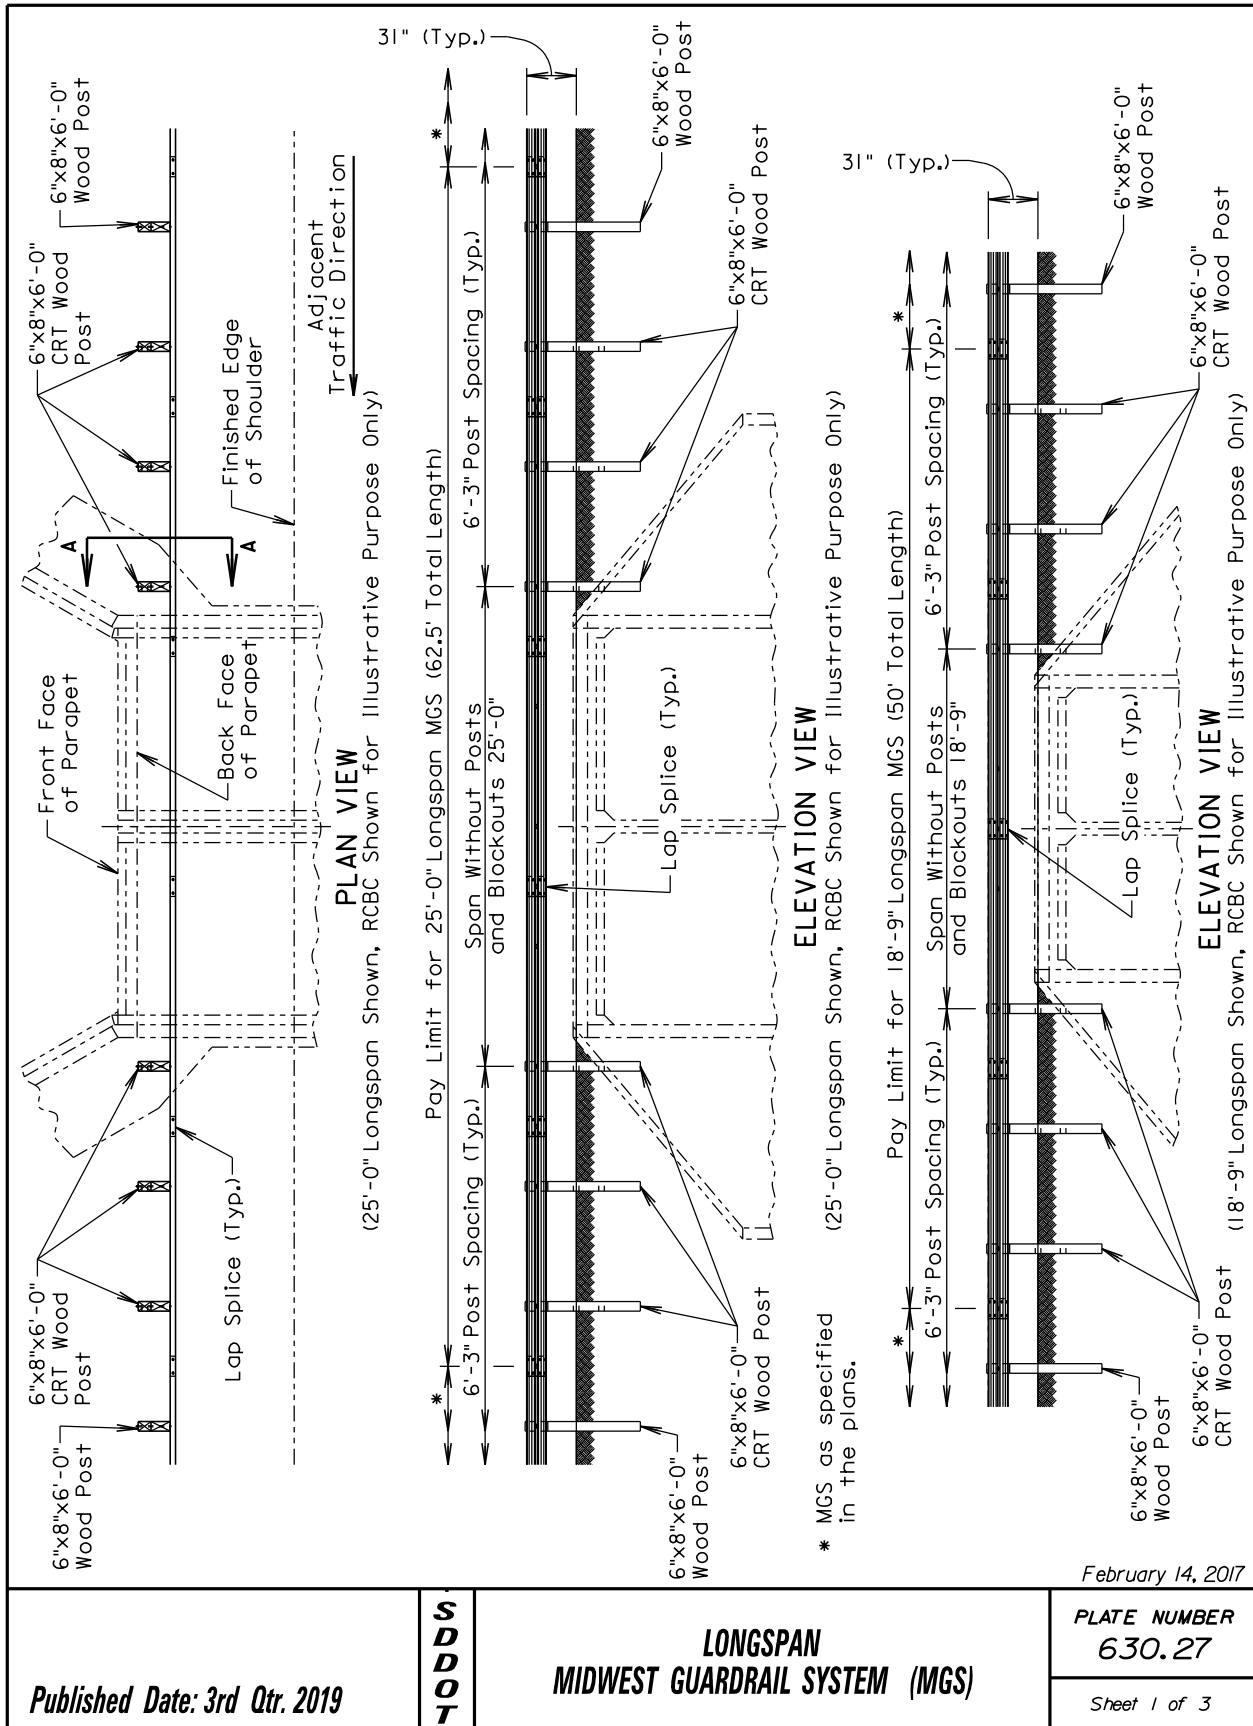 6"x8"x6'-0"
Wood Post
6"x8"x6'-0"
CRT Wood
Post
Lap Splice (Typ.)
Front Face
of Parapet
Back Face
of Parapet
A
A
Finished Edge
of Shoulder
6"x8"x6'-0"
CRT Wood
Post
6"x8"x6'-0"
Wood Post
Adjacent
Traffic Direction
PLAN VIEW
(25'-0" Longspan Shown, RCBC Shown for Illustrative Purpose Only)
31" (Typ.)
*
Pay Limit for 25'-0" Longspan MGS (62.5' Total Length)
*
6'-3" Post Spacing (Typ.)
Span Without Posts
and Blockouts 25'-0"
6'-3" Post Spacing (Typ.)
6"x8"x6'-0"
Wood Post
6"x8"x6'-0"
CRT Wood Post
Lap Splice (Typ.)
6"x8"x6'-0"
CRT Wood Post
6"x8"x6'-0"
Wood Post
ELEVATION VIEW
(25'-0" Longspan Shown, RCBC Shown for Illustrative Purpose Only)
* MGS as specified
in the plans.
31" (Typ.)
*
Pay Limit for 18'-9" Longspan MGS (50' Total Length)
*
6'-3" Post Spacing (Typ.)
Span Without Posts
and Blockouts 18'-9"
6'-3" Post Spacing (Typ.)
6"x8"x6'-0"
Wood Post
6"x8"x6'-0"
CRT Wood Post
Lap Splice (Typ.)
6"x8"x6'-0"
CRT Wood Post
6"x8"x6'-0"
Wood Post
ELEVATION VIEW
(18'-9" Longspan Shown, RCBC Shown for Illustrative Purpose Only)
February 14, 2017
Published Date: 3rd Qtr. 2019
SDDOT
LONGSPAN
MIDWEST GUARDRAIL SYSTEM (MGS)
PLATE NUMBER
630.27
Sheet 1 of 3